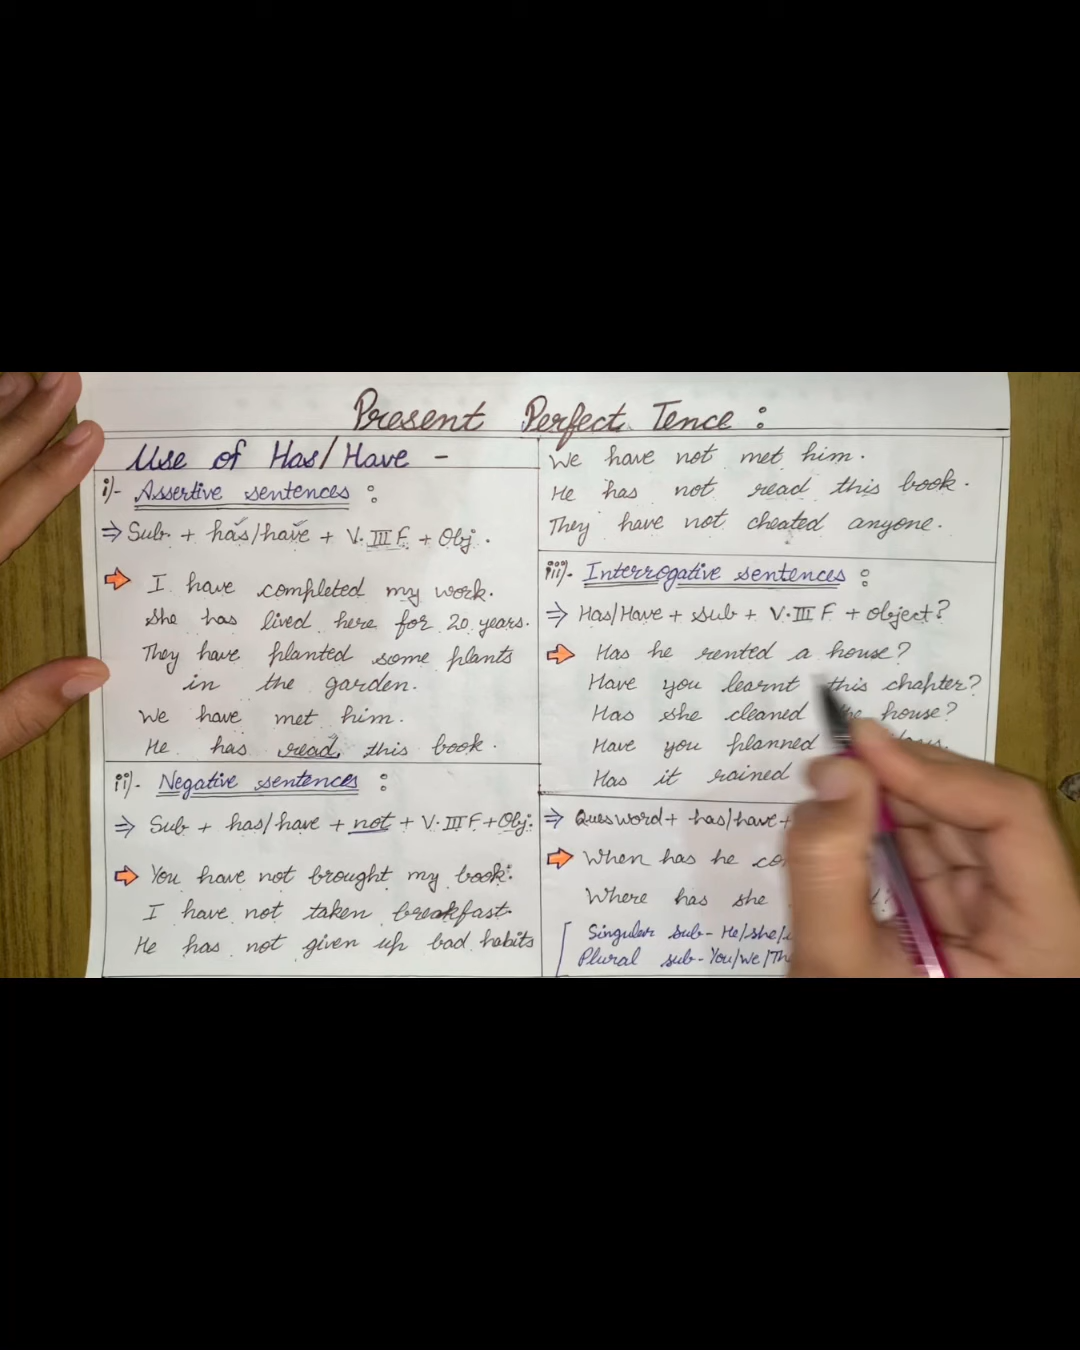 Present Perfect Tence :
Use of Has/Have -
i)- Assertive sentences :
⇒ Sub. + has/have + V.III F. + Obj.
I have completed my work.
She has lived here for 20 years.
They have planted some plants
in the garden.
We have met him.
He has read this book.
ii)- Negative sentences :
⇒ Sub + has/have + not + V.III F + Obj.
You have not brought my book.
I have not taken breakfast.
He has not given up bad habits
We have not met him.
He has not read this book.
They have not cheated anyone.
iii)- Interrogative sentences :
⇒ Has/Have + sub + V.III F + object?
Has he rented a house?
Have you learnt this chapter?
Has she cleaned the house?
Have you planned
Has it rained
⇒ Ques word + has/have +
When has he
Where has she
Singular sub - He/she/
Plural sub - You/we/